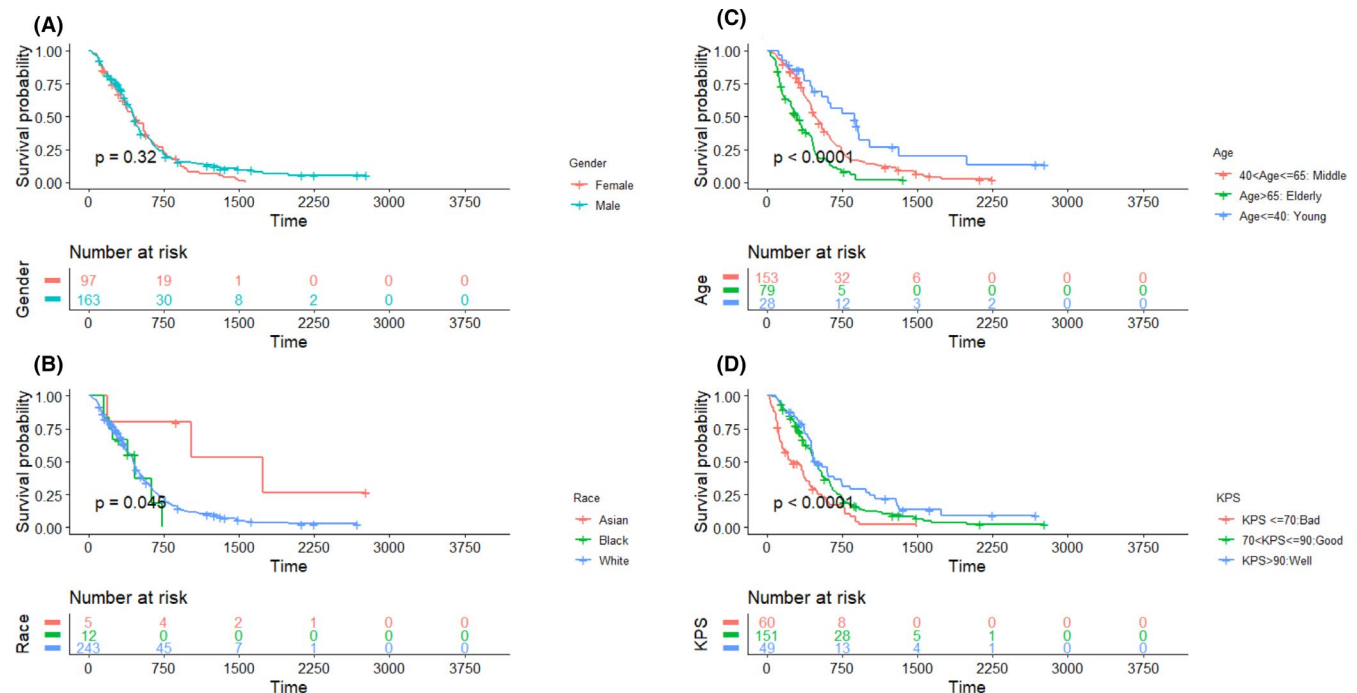 (A)
Survival probability
1.00
0.75
0.50
0.25
0.00
p = 0.32
0 750 1500 2250 3000 3750
Time
Gender
Female
Male
Number at risk
Gender
97 19 1 0 0 0
163 30 8 2 0 0
0 750 1500 2250 3000 3750
Time
(B)
Survival probability
1.00
0.75
0.50
0.25
0.00
p = 0.045
0 750 1500 2250 3000 3750
Time
Race
Asian
Black
White
Number at risk
Race
5 4 2 1 0 0
12 0 0 0 0 0
243 45 7 1 0 0
0 750 1500 2250 3000 3750
Time
(C)
Survival probability
1.00
0.75
0.50
0.25
0.00
p < 0.0001
0 750 1500 2250 3000 3750
Time
Age
40<Age<=65: Middle
Age>65: Elderly
Age<=40: Young
Number at risk
Age
153 32 6 0 0 0
79 5 0 0 0 0
28 12 3 2 0 0
0 750 1500 2250 3000 3750
Time
(D)
Survival probability
1.00
0.75
0.50
0.25
0.00
p < 0.0001
0 750 1500 2250 3000 3750
Time
KPS
KPS <=70:Bad
70<KPS<=90:Good
KPS>90:Well
Number at risk
KPS
60 8 0 0 0 0
151 28 5 1 0 0
49 13 4 1 0 0
0 750 1500 2250 3000 3750
Time